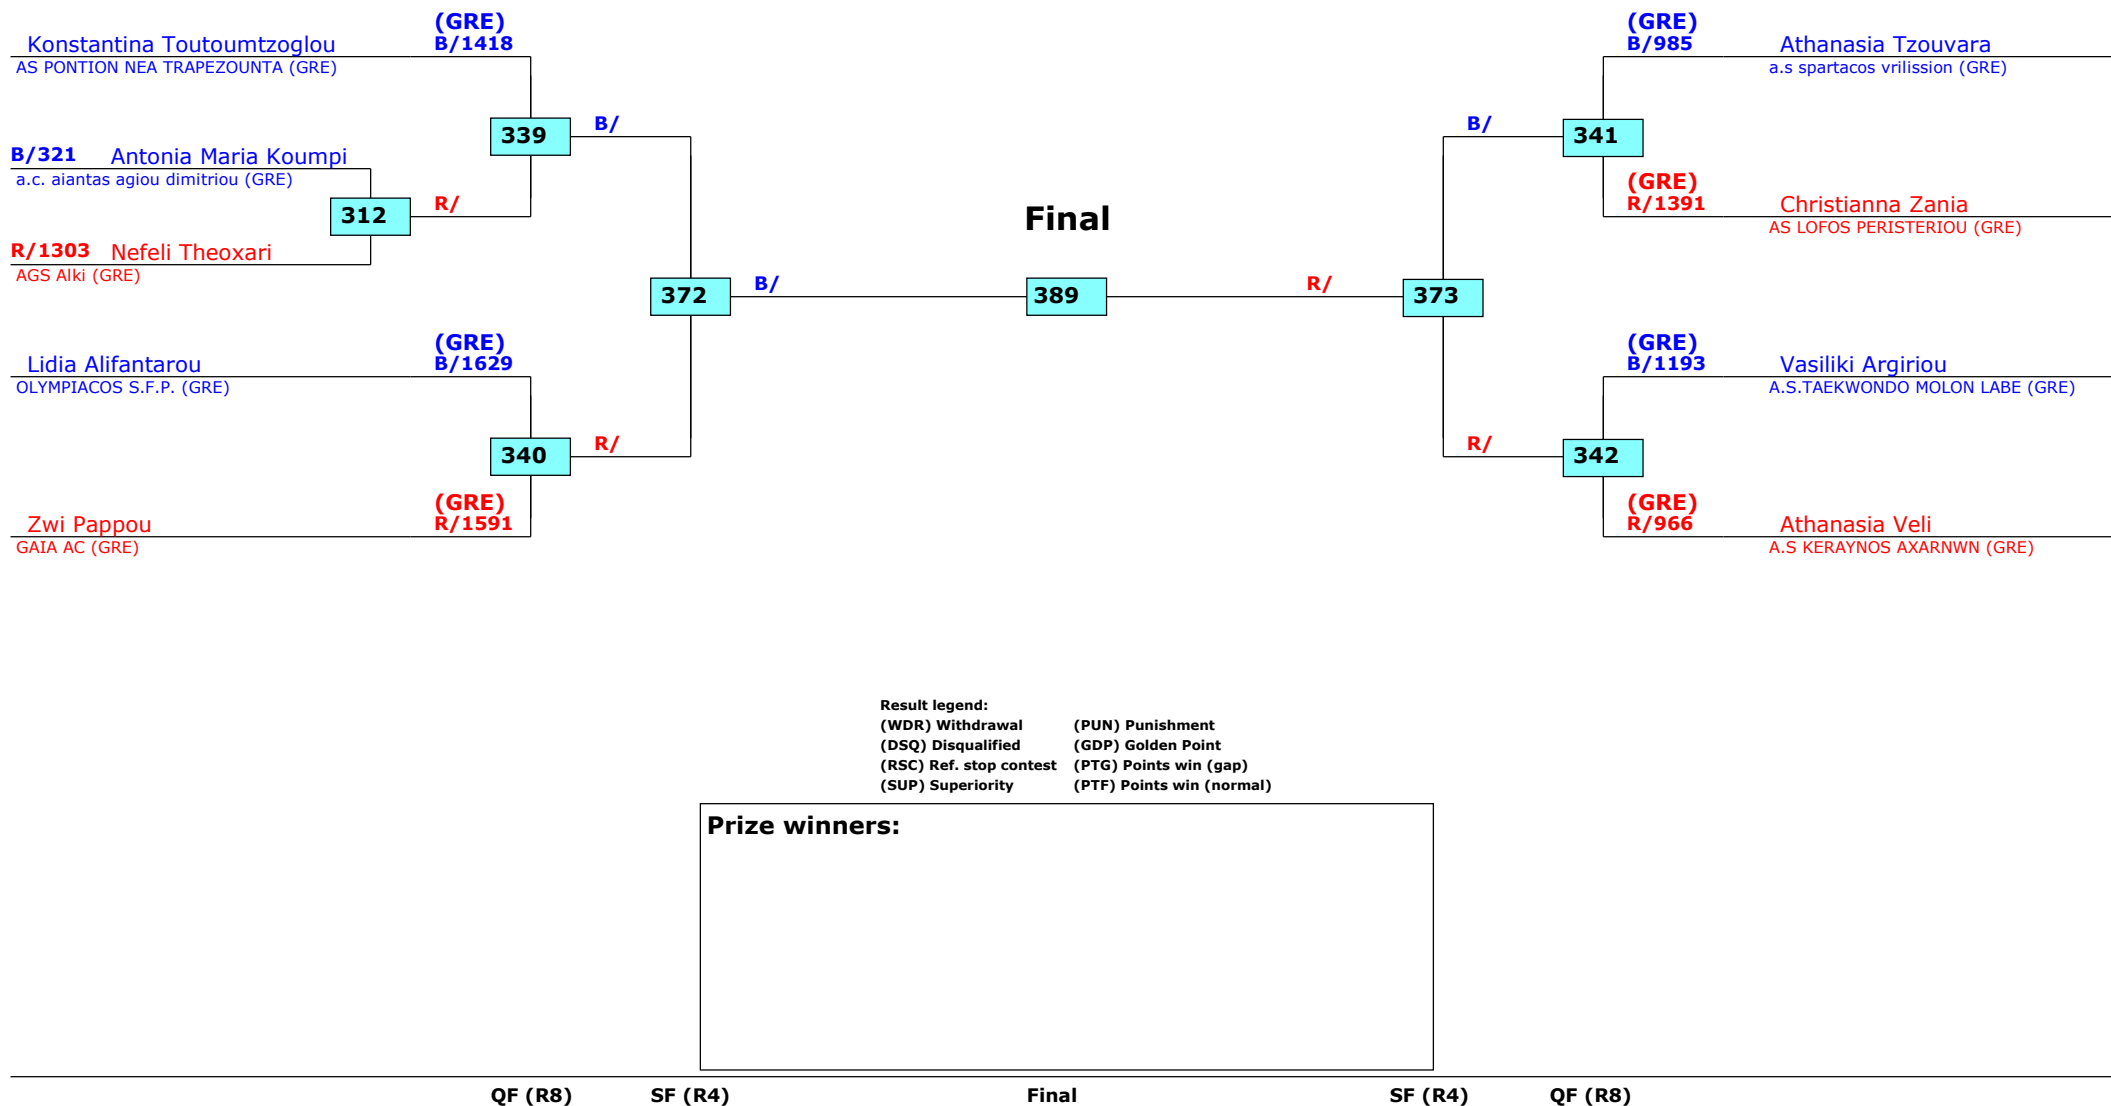 (GRE)
Konstantina Toutoumtzoglou B/1418
AS PONTION NEA TRAPEZOUNTA (GRE)
339 B/
B/321 Antonia Maria Koumpi
a.c. aiantas agiou dimitriou (GRE)
312 R/
R/1303 Nefeli Theoxari
AGS Alki (GRE)
372 B/
(GRE)
Lidia Alifantarou B/1629
OLYMPIACOS S.F.P. (GRE)
340 R/
(GRE)
Zwi Pappou R/1591
GAIA AC (GRE)
Final
389
(GRE)
B/985 Athanasia Tzouvara
a.s spartacos vrilission (GRE)
B/ 341
(GRE)
R/1391 Christianna Zania
AS LOFOS PERISTERIOU (GRE)
R/ 373
(GRE)
B/1193 Vasiliki Argiriou
A.S.TAEKWONDO MOLON LABE (GRE)
R/ 342
(GRE)
R/966 Athanasia Veli
A.S KERAYNOS AXARNWN (GRE)
Result legend:
(WDR) Withdrawal (PUN) Punishment
(DSQ) Disqualified (GDP) Golden Point
(RSC) Ref. stop contest (PTG) Points win (gap)
(SUP) Superiority (PTF) Points win (normal)
Prize winners:
QF (R8) SF (R4) Final SF (R4) QF (R8)